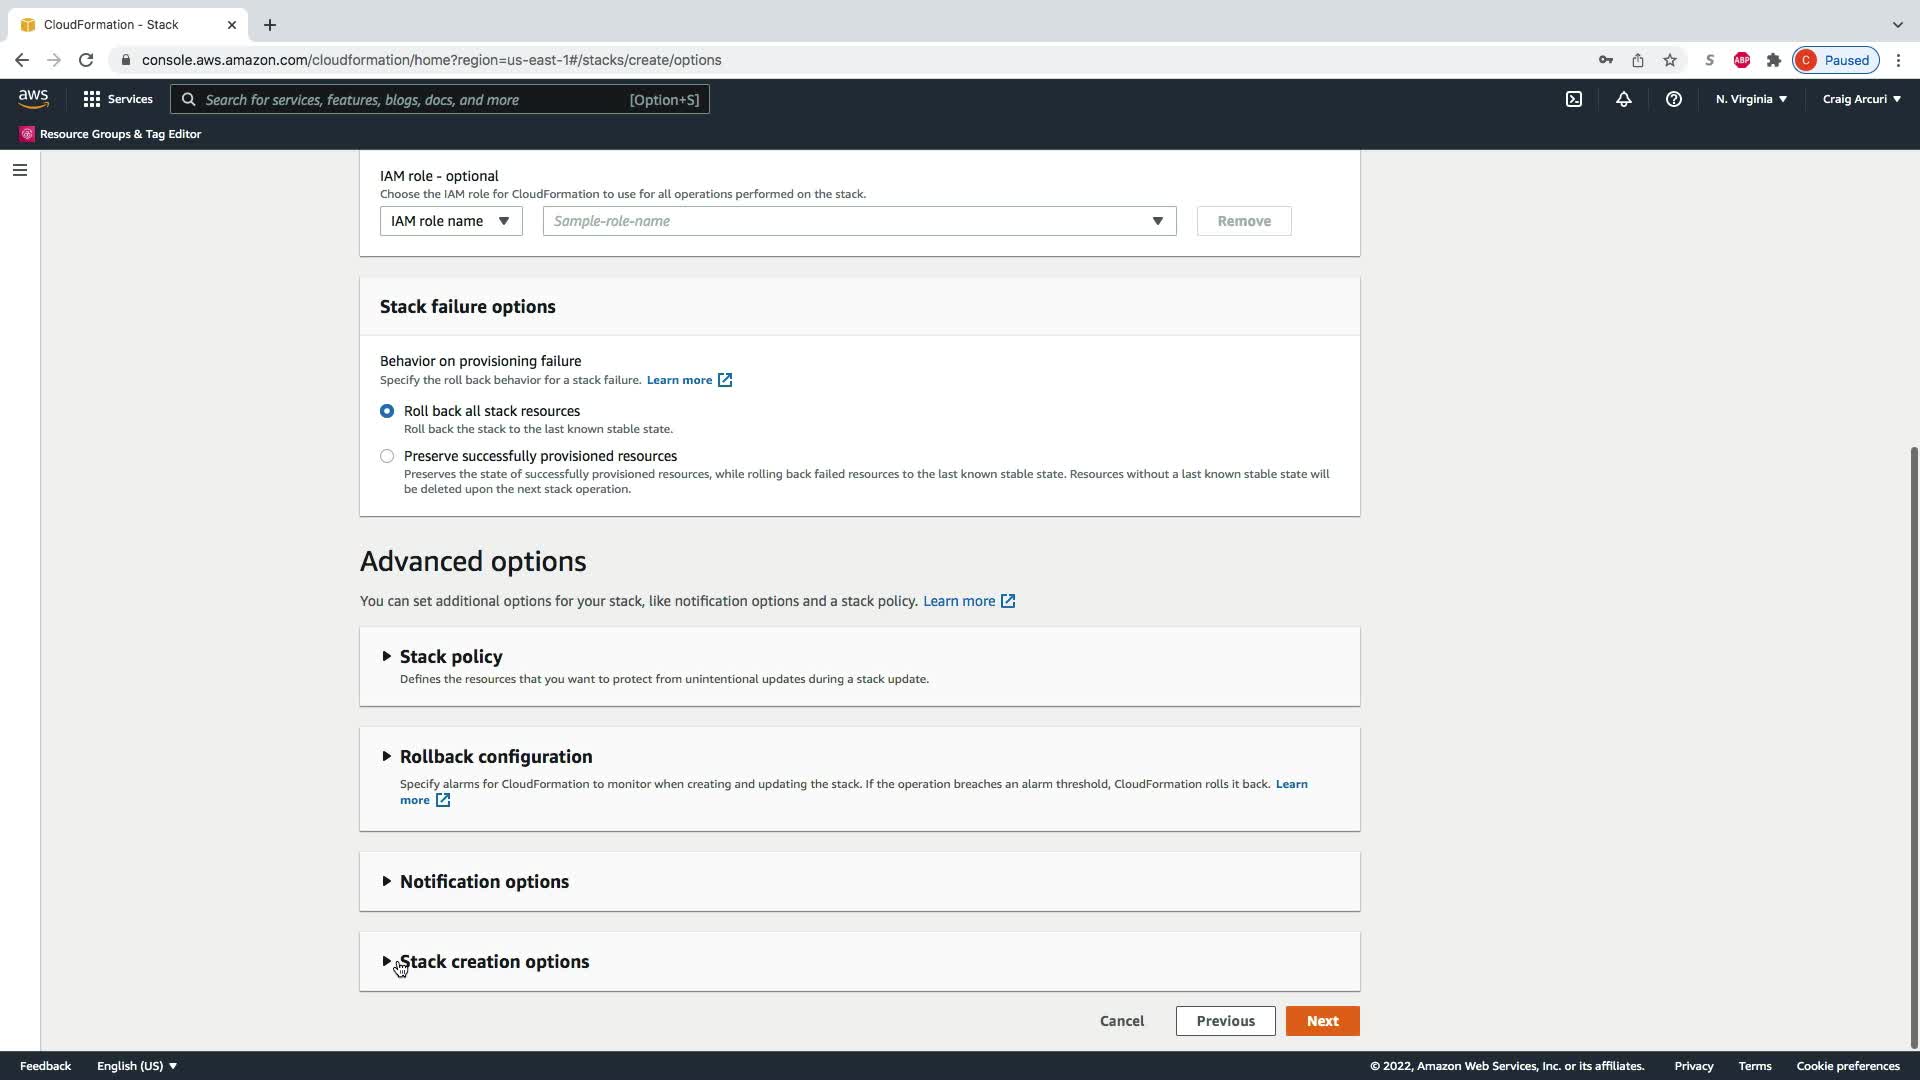 CloudFormation - Stack
console.aws.amazon.com/cloudformation/home?region=us-east-1#/stacks/create/options
ABP
C Paused
aws
Services
Search for services, features, blogs, docs, and more [Option+S]
N. Virginia
Craig Arcuri
Resource Groups & Tag Editor
IAM role - optional
Choose the IAM role for CloudFormation to use for all operations performed on the stack.
IAM role name
Sample-role-name
Remove
Stack failure options
Behavior on provisioning failure
Specify the roll back behavior for a stack failure. Learn more
Roll back all stack resources
Roll back the stack to the last known stable state.
Preserve successfully provisioned resources
Preserves the state of successfully provisioned resources, while rolling back failed resources to the last known stable state. Resources without a last known stable state will
be deleted upon the next stack operation.
Advanced options
You can set additional options for your stack, like notification options and a stack policy. Learn more
Stack policy
Defines the resources that you want to protect from unintentional updates during a stack update.
Rollback configuration
Specify alarms for CloudFormation to monitor when creating and updating the stack. If the operation breaches an alarm threshold, CloudFormation rolls it back. Learn
more
Notification options
Stack creation options
Cancel
Previous
Next
Feedback
English (US)
© 2022, Amazon Web Services, Inc. or its affiliates.
Privacy
Terms
Cookie preferences